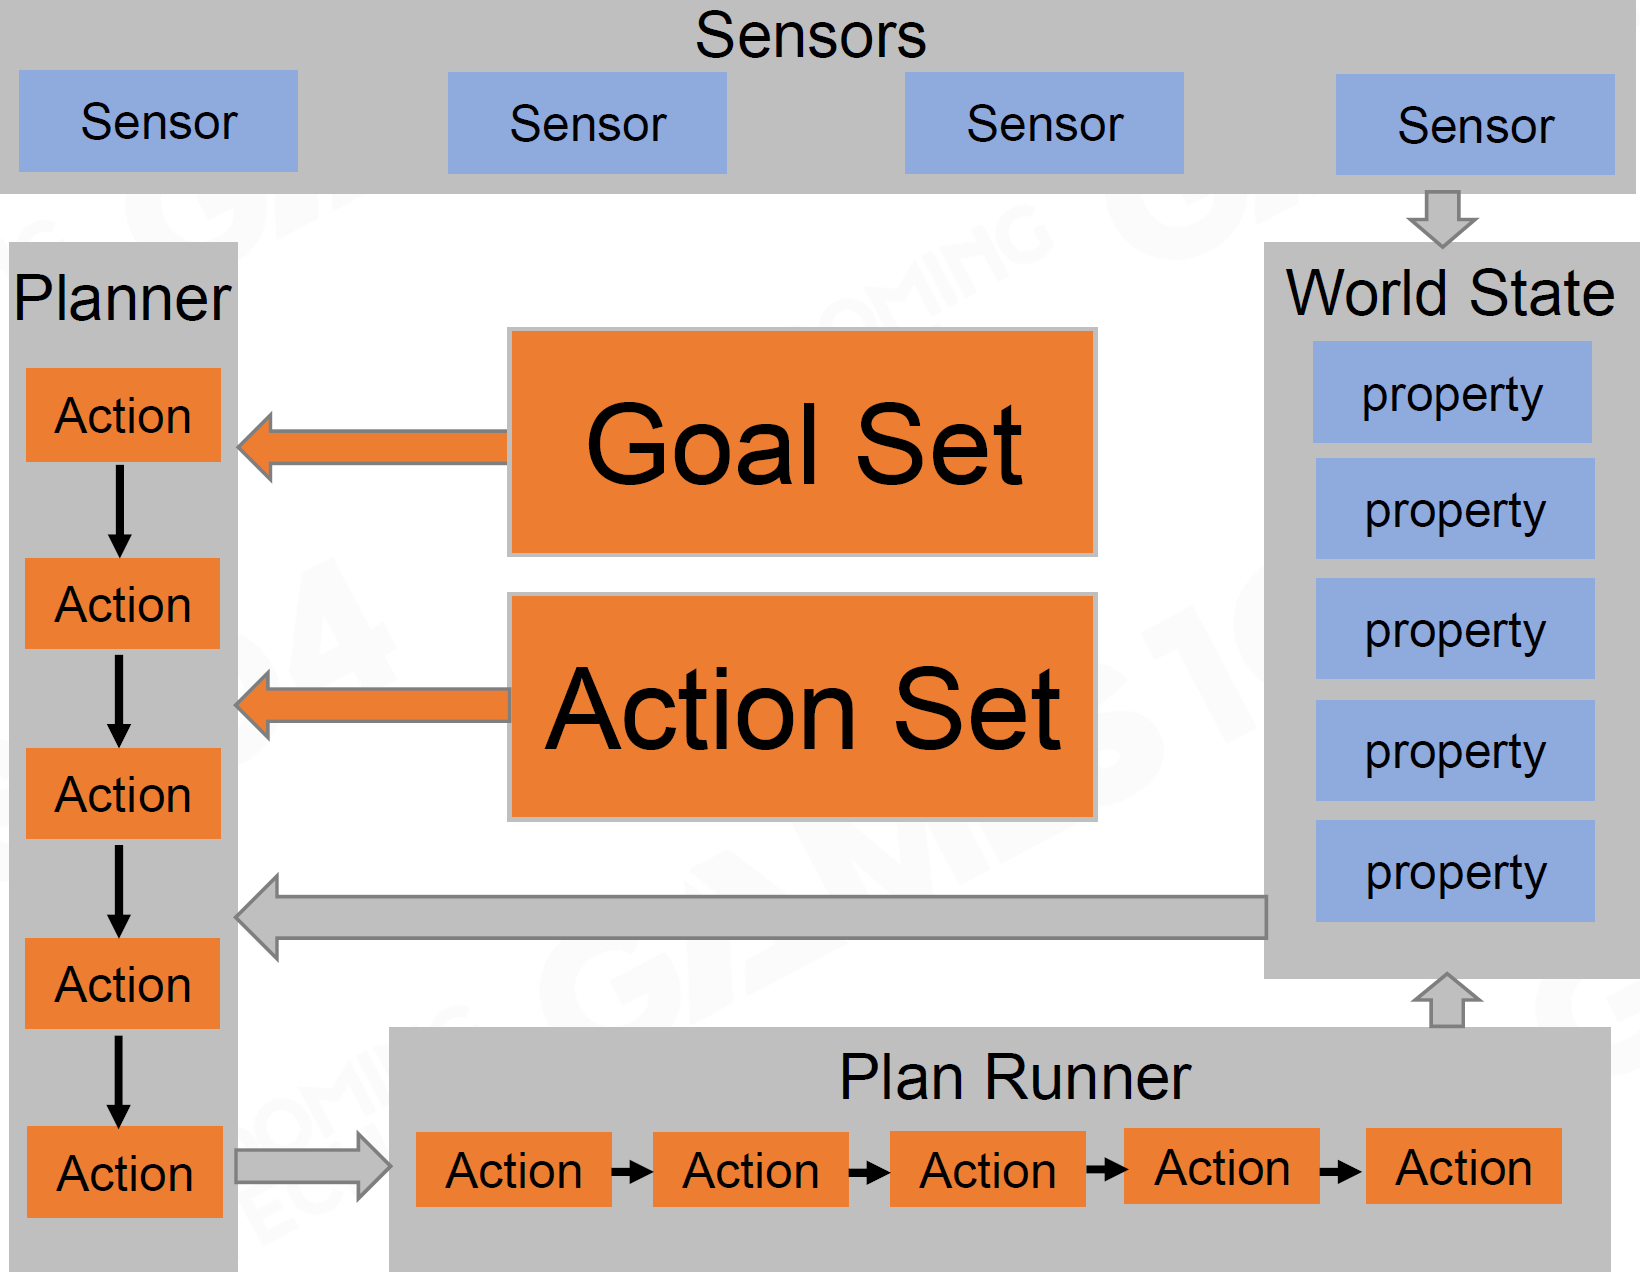 Sensors
Sensor
Sensor
Sensor
Sensor
Planner
Action
Action
Action
Action
Action
Goal Set
Action Set
World State
property
property
property
property
property
Plan Runner
Action
Action
Action
Action
Action